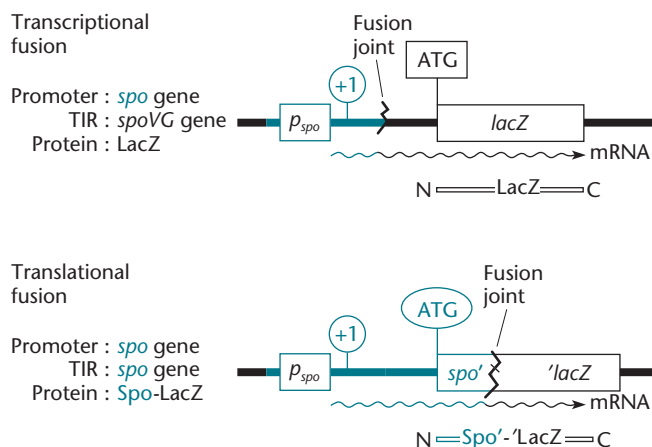 Transcriptional
fusion
Fusion
joint
ATG
+1
Promoter : spo gene
TIR : spoVG gene
Protein : LacZ
Pspo
lacZ
mRNA
N LacZ C
Translational
fusion
Fusion
joint
ATG
+1
Promoter : spo gene
TIR : spo gene
Protein : Spo-LacZ
Pspo
spo'
'lacZ
mRNA
N Spo'-'LacZ C